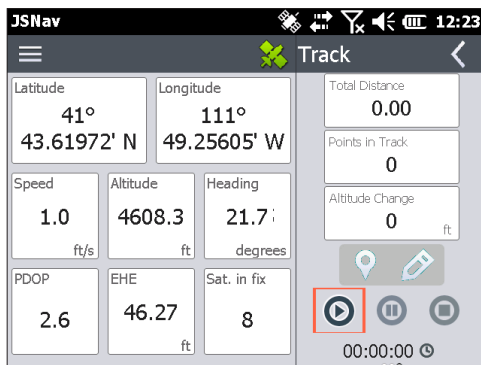 JSNav
12:23
Track
Latitude
41°
43.61972' N
Longitude
111°
49.25605' W
Speed
1.0
ft/s
Altitude
4608.3
ft
Heading
21.7
degrees
PDOP
2.6
EHE
46.27
ft
Sat. in fix
8
Total Distance
0.00
Points in Track
0
Altitude Change
0
ft
00:00:00